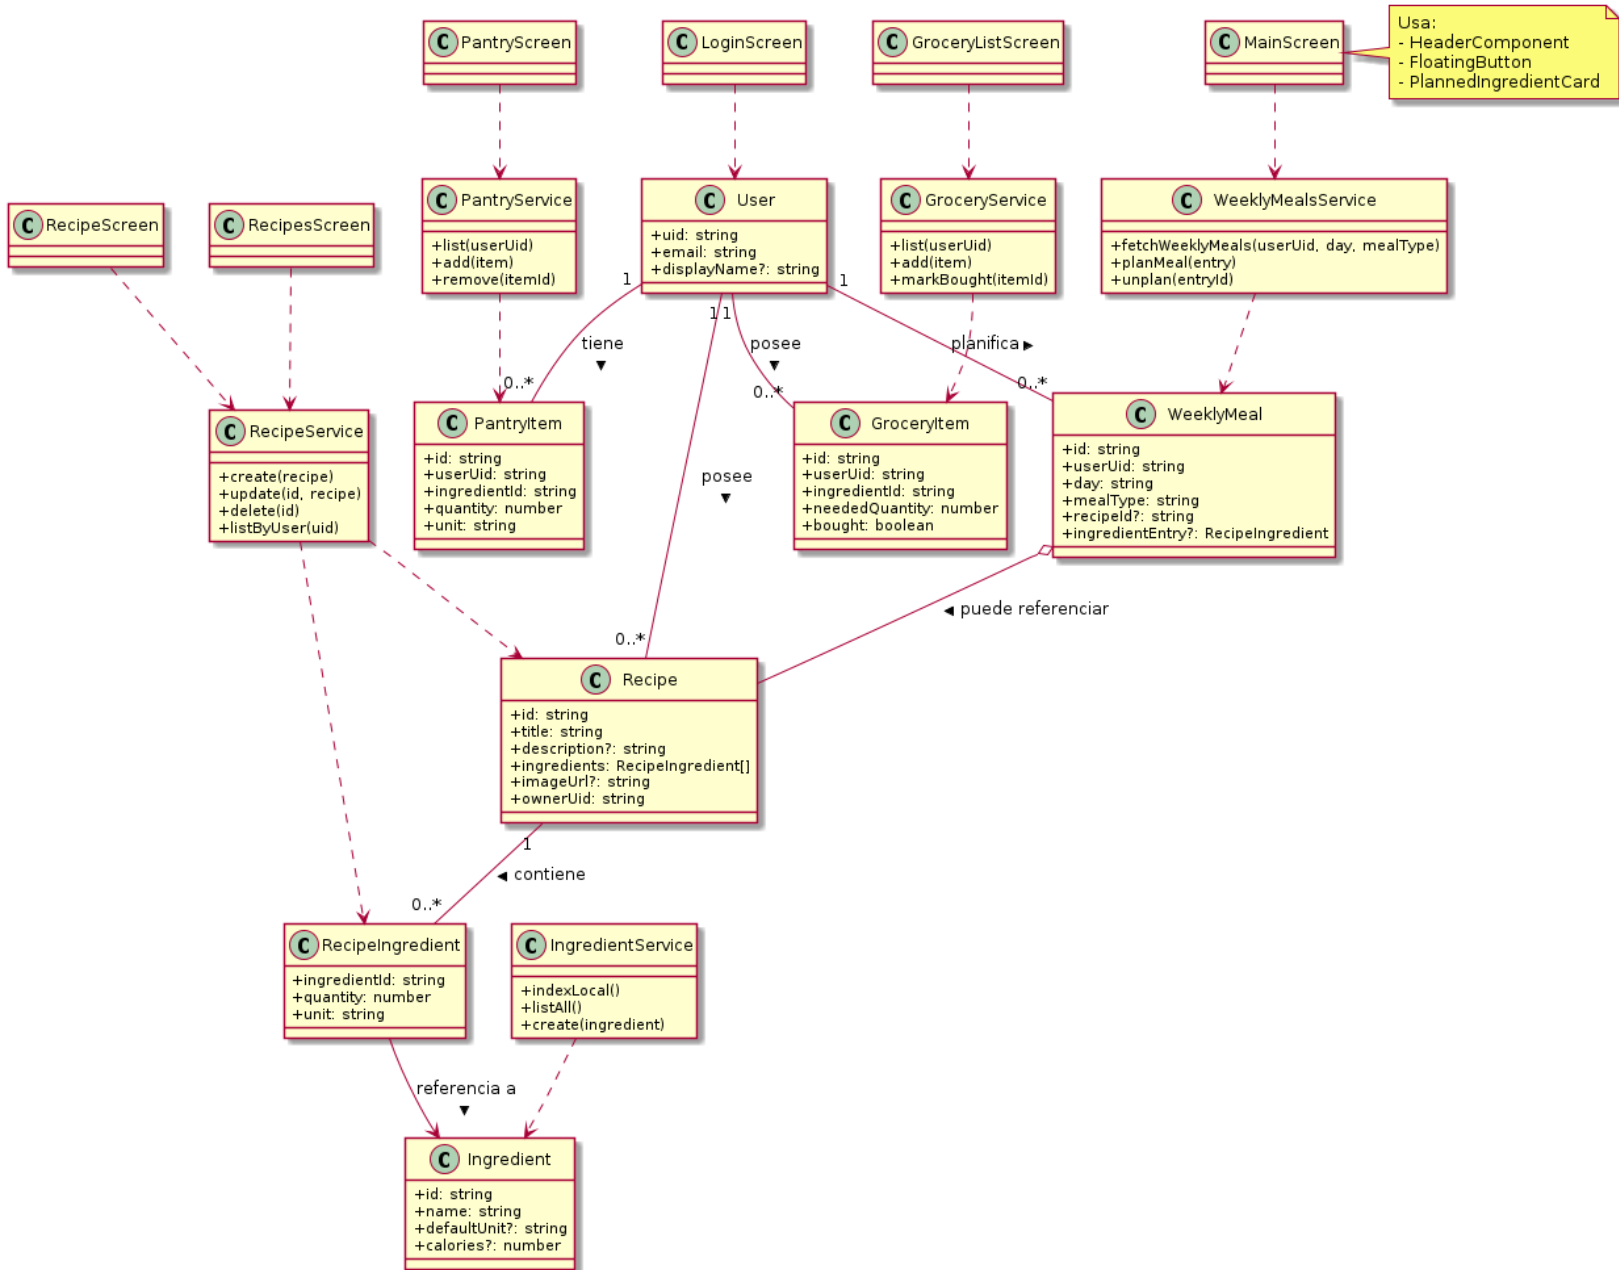 PantryScreen
LoginScreen
GroceryListScreen
MainScreen
Usa:
- HeaderComponent
- FloatingButton
- PlannedIngredientCard
RecipeScreen
RecipesScreen
PantryService
+list(userUid)
+add(item)
+remove(itemId)
User
+uid: string
+email: string
+displayName?: string
GroceryService
+list(userUid)
+add(item)
+markBought(itemId)
WeeklyMealsService
+fetchWeeklyMeals(userUid, day, mealType)
+planMeal(entry)
+unplan(entryId)
1
1
1
1
tiene
posee
planifica
0..*
0..*
0..*
RecipeService
+create(recipe)
+update(id, recipe)
+delete(id)
+listByUser(uid)
PantryItem
+id: string
+userUid: string
+ingredientId: string
+quantity: number
+unit: string
posee
GroceryItem
+id: string
+userUid: string
+ingredientId: string
+neededQuantity: number
+bought: boolean
WeeklyMeal
+id: string
+userUid: string
+day: string
+mealType: string
+recipeId?: string
+ingredientEntry?: RecipeIngredient
puede referenciar
0..*
Recipe
+id: string
+title: string
+description?: string
+ingredients: RecipeIngredient[]
+imageUrl?: string
+ownerUid: string
1
contiene
0..*
RecipeIngredient
+ingredientId: string
+quantity: number
+unit: string
IngredientService
+indexLocal()
+listAll()
+create(ingredient)
referencia a
Ingredient
+id: string
+name: string
+defaultUnit?: string
+calories?: number